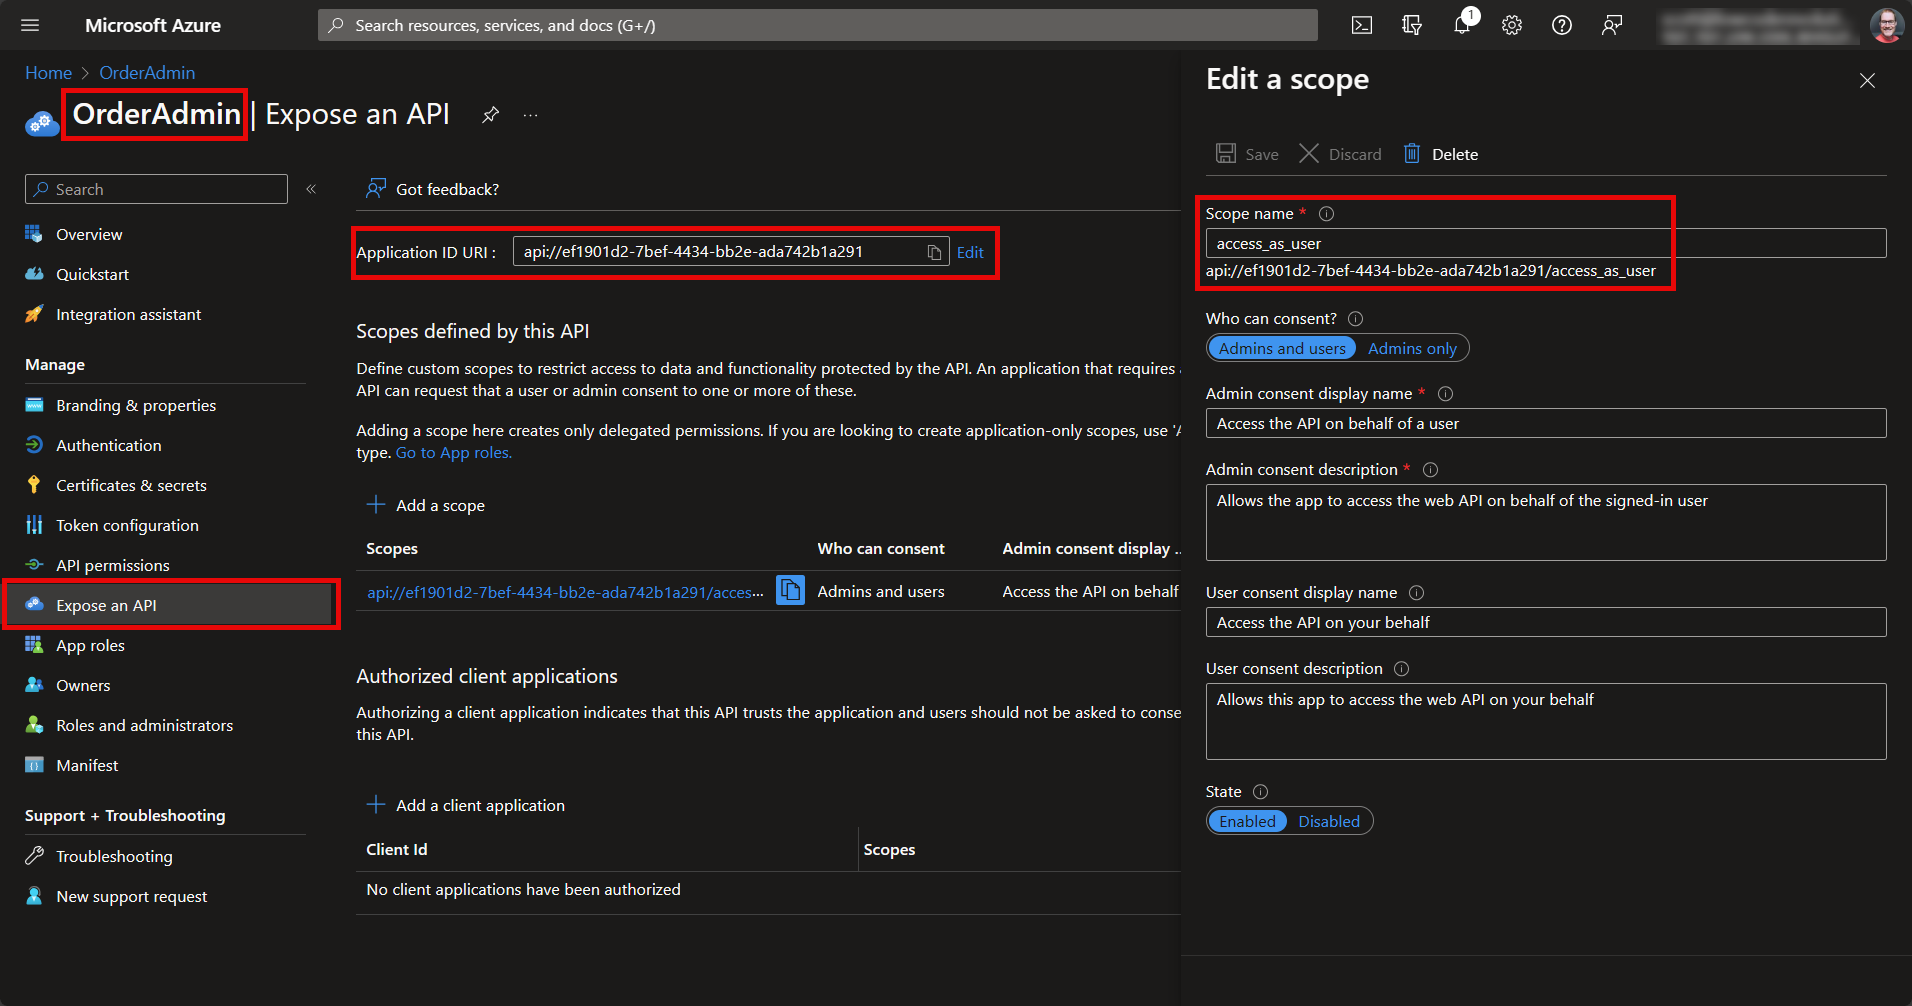 Microsoft Azure
Search resources, services, and docs (G+/)
1
Home > OrderAdmin
OrderAdmin | Expose an API
...
Search
«
Overview
Quickstart
Integration assistant
Manage
Branding & properties
Authentication
Certificates & secrets
Token configuration
API permissions
Expose an API
App roles
Owners
Roles and administrators
Manifest
Support + Troubleshooting
Troubleshooting
New support request
Got feedback?
Application ID URI : api://ef1901d2-7bef-4434-bb2e-ada742b1a291 Edit
Scopes defined by this API
Define custom scopes to restrict access to data and functionality protected by the API. An application that requires
API can request that a user or admin consent to one or more of these.
Adding a scope here creates only delegated permissions. If you are looking to create application-only scopes, use
type. Go to App roles.
+ Add a scope
Scopes Who can consent Admin consent display ..
api://ef1901d2-7bef-4434-bb2e-ada742b1a291/acces... Admins and users Access the API on behalf
Authorized client applications
Authorizing a client application indicates that this API trusts the application and users should not be asked to conse
this API.
+ Add a client application
Client Id Scopes
No client applications have been authorized
Edit a scope
Save Discard Delete
Scope name *
access_as_user
api://ef1901d2-7bef-4434-bb2e-ada742b1a291/access_as_user
Who can consent?
Admins and users Admins only
Admin consent display name *
Access the API on behalf of a user
Admin consent description *
Allows the app to access the web API on behalf of the signed-in user
User consent display name
Access the API on your behalf
User consent description
Allows this app to access the web API on your behalf
State
Enabled Disabled